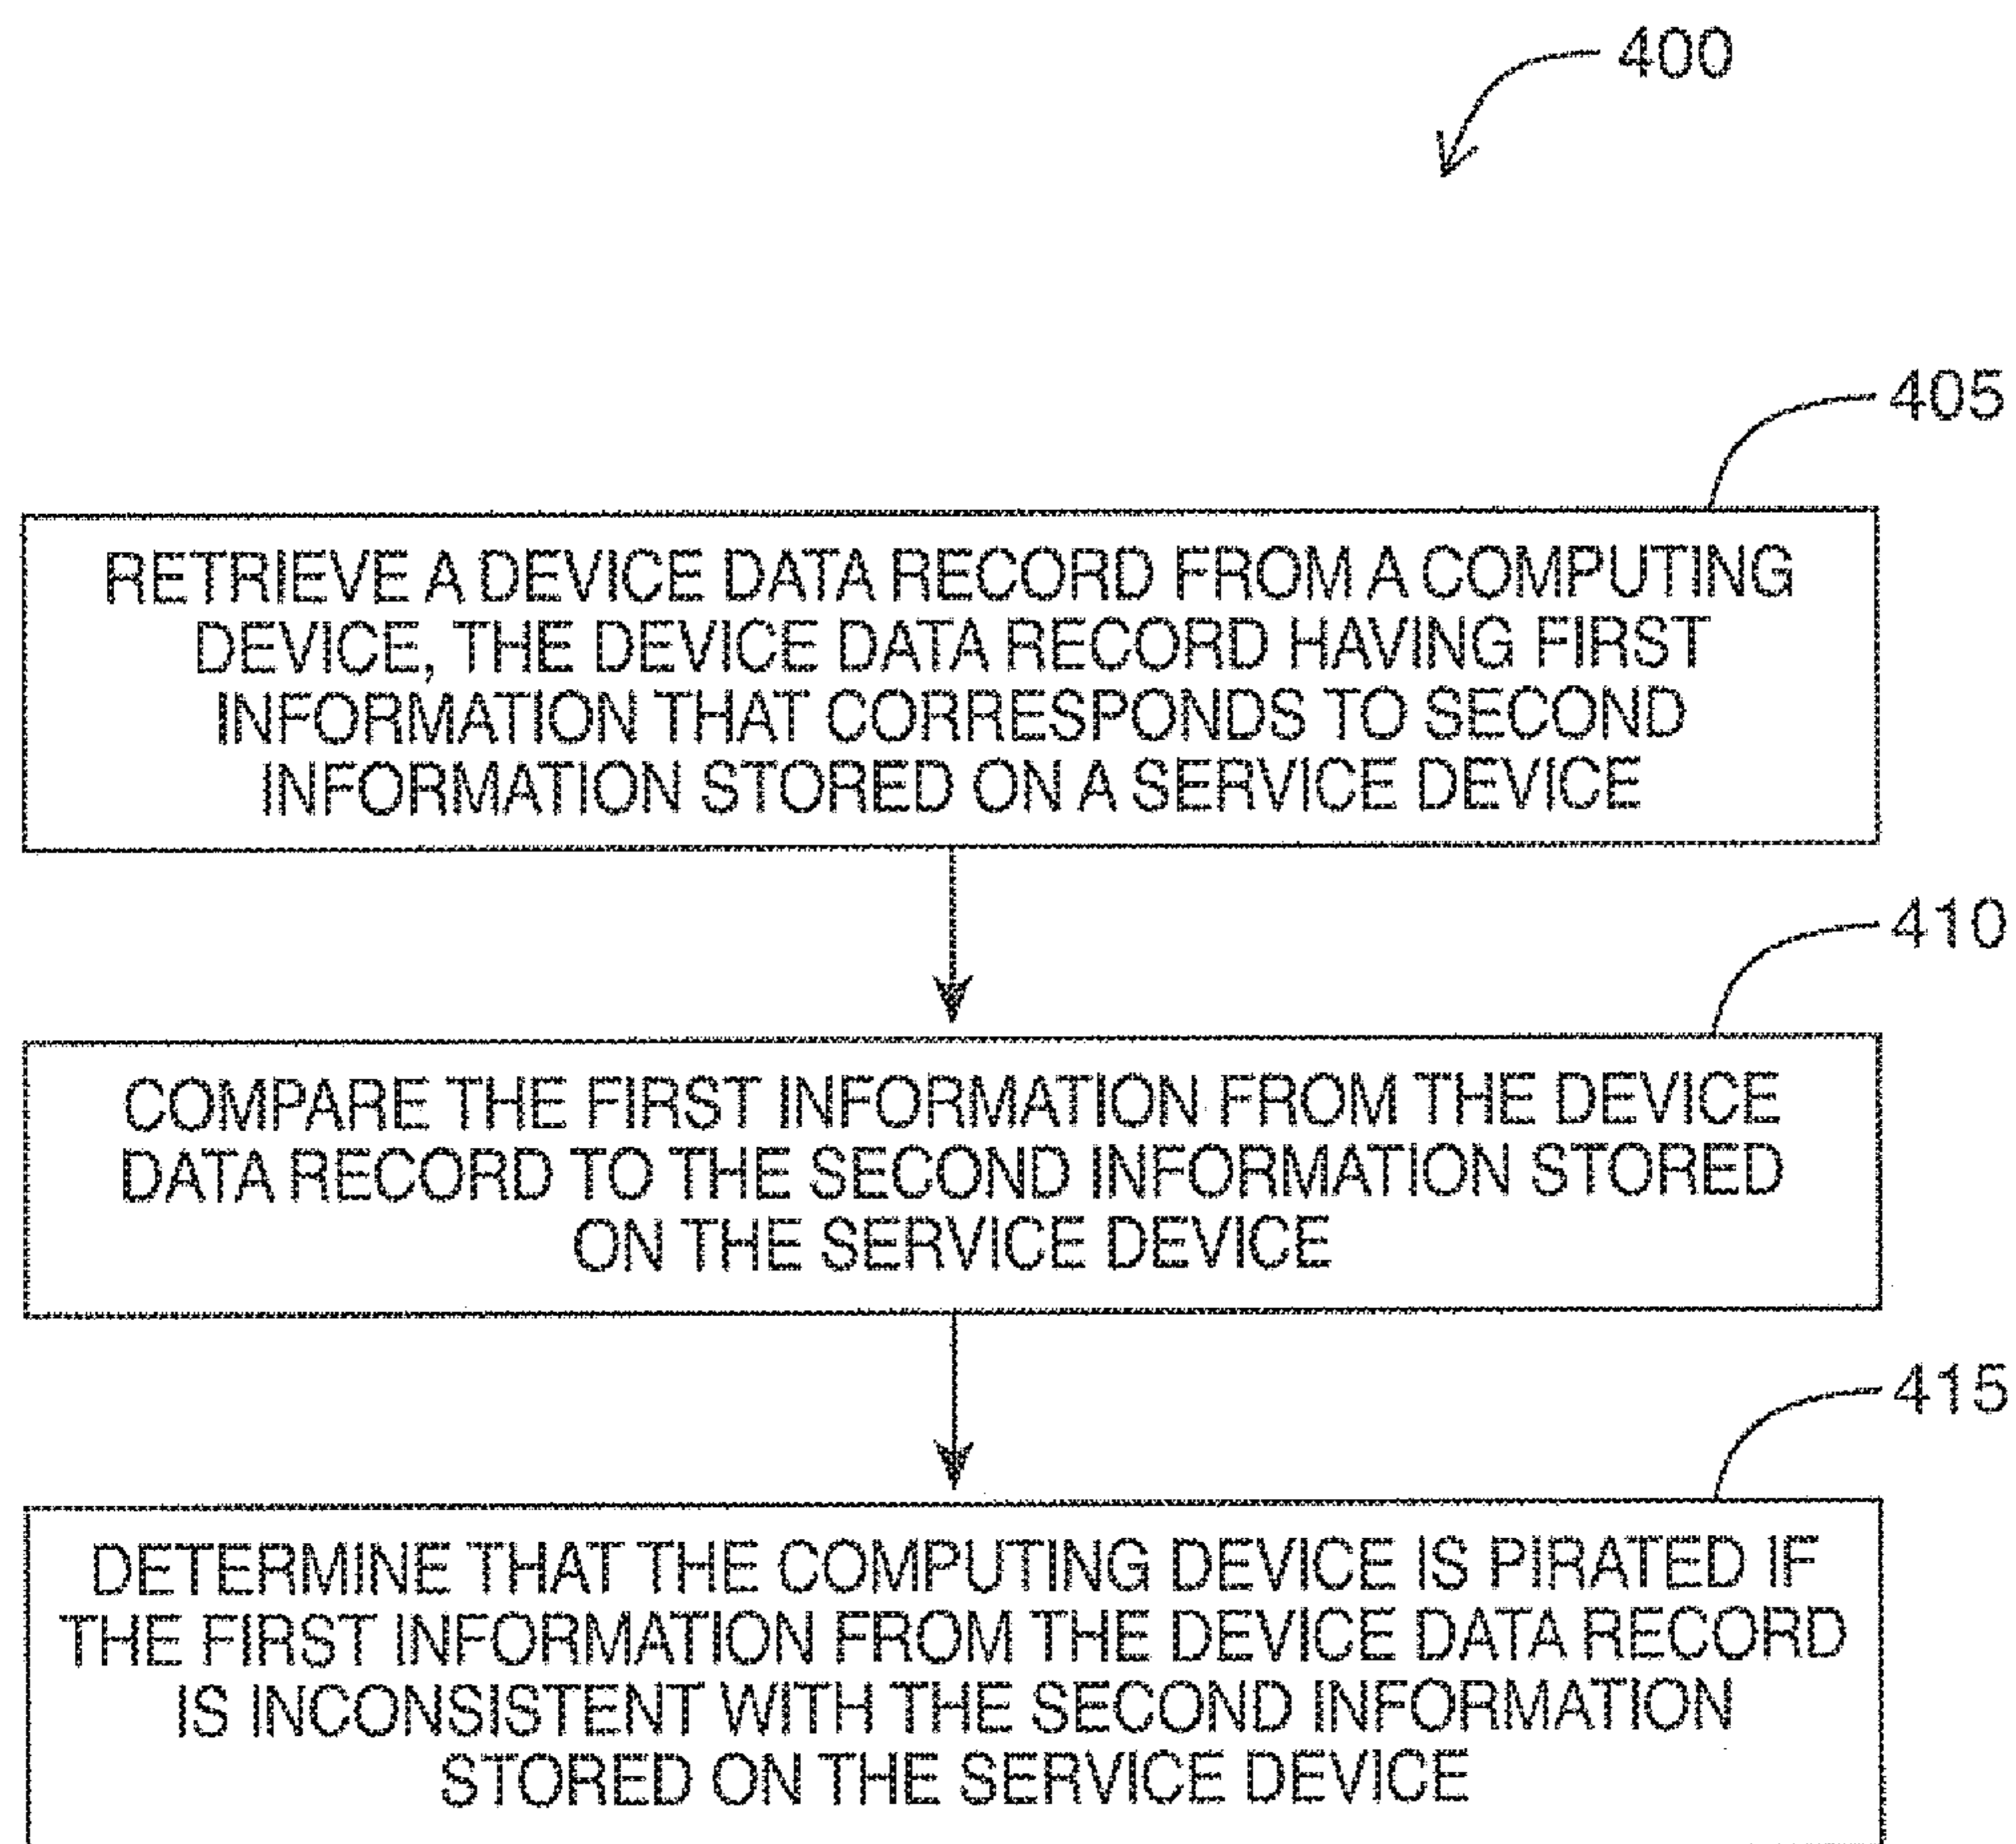 400
405
RETRIEVE A DEVICE DATA RECORD FROM A COMPUTING
DEVICE, THE DEVICE DATA RECORD HAVING FIRST
INFORMATION THAT CORRESPONDS TO SECOND
INFORMATION STORED ON A SERVICE DEVICE
410
COMPARE THE FIRST INFORMATION FROM THE DEVICE
DATA RECORD TO THE SECOND INFORMATION STORED
ON THE SERVICE DEVICE
415
DETERMINE THAT THE COMPUTING DEVICE IS PIRATED IF
THE FIRST INFORMATION FROM THE DEVICE DATA RECORD
IS INCONSISTENT WITH THE SECOND INFORMATION
STORED ON THE SERVICE DEVICE